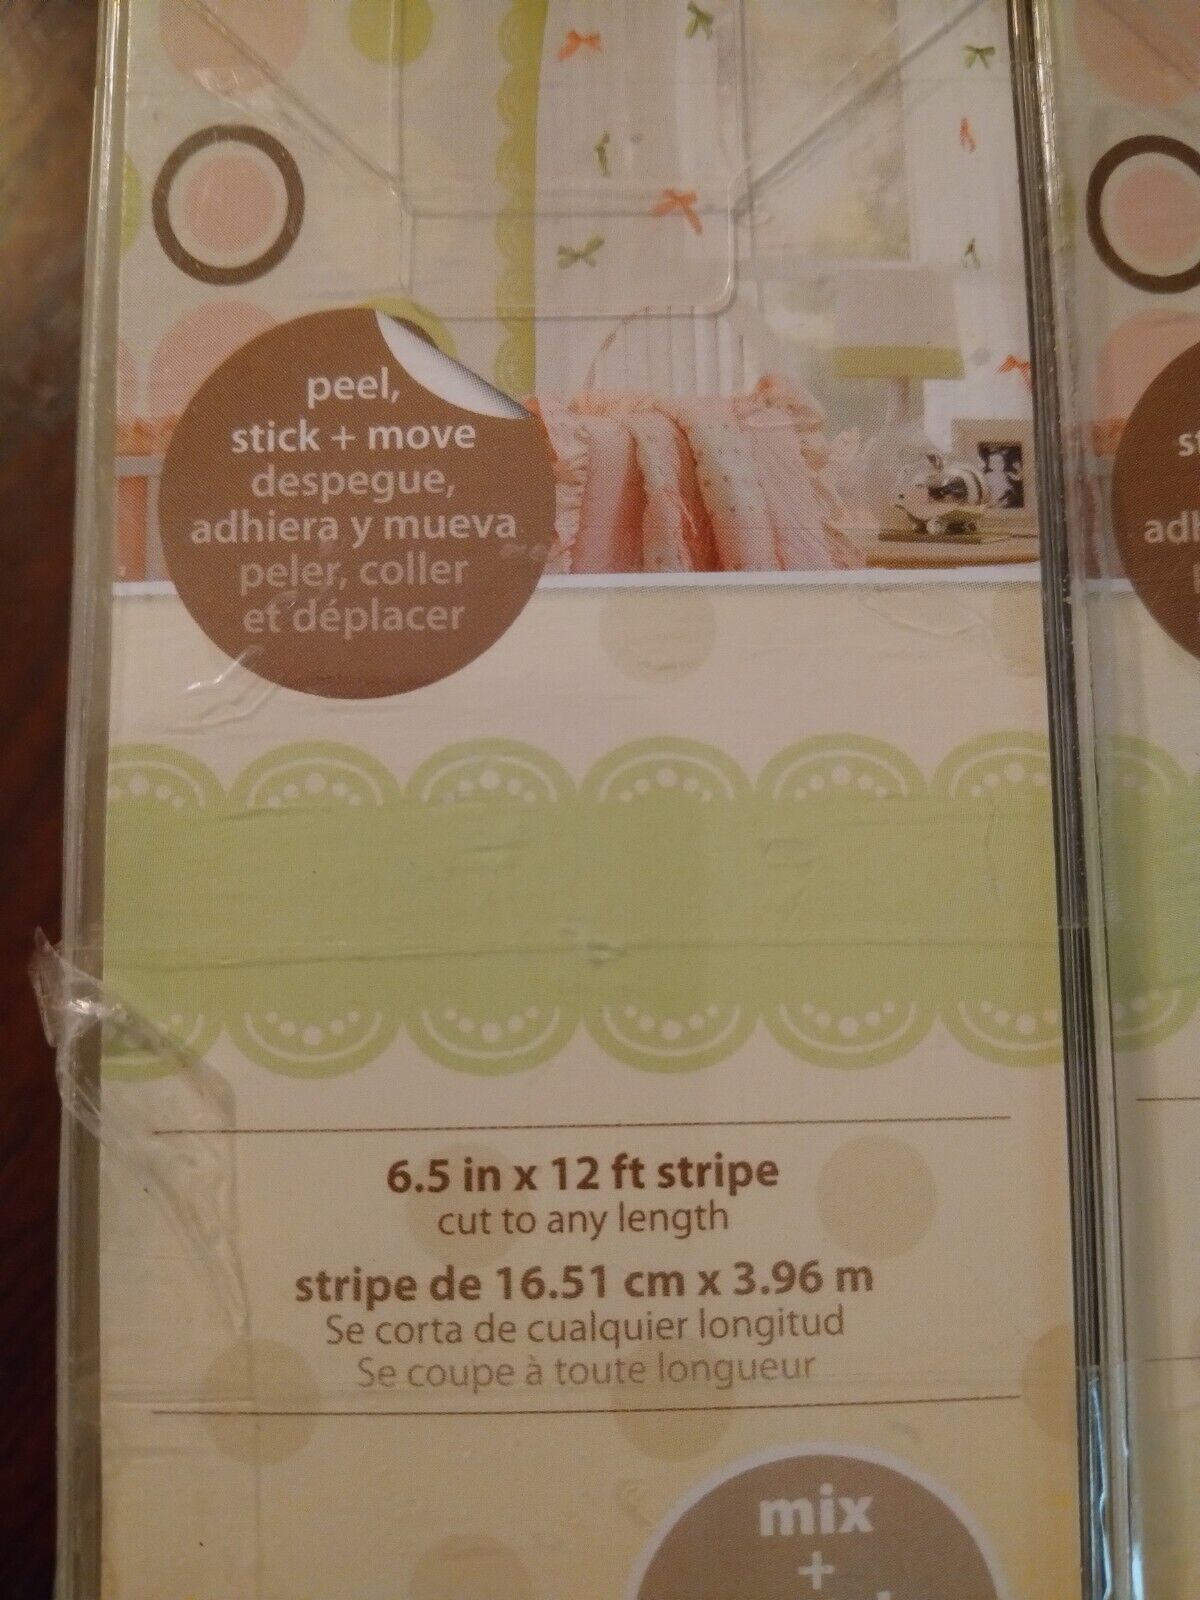 peel,
stick + move
despegue,
adhiera y mueva
peler, coller
et déplacer
6.5 in x 12 ft stripe
cut to any length
stripe de 16.51 cm x 3.96 m
Se corta de cualquier longitud
Se coupe à toute longueur
mix
+